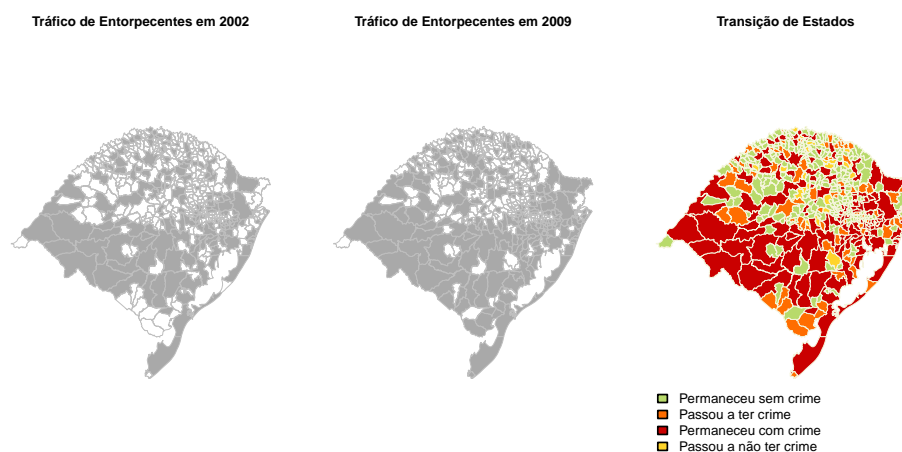 Tráfico de Entorpecentes em 2002
Tráfico de Entorpecentes em 2009
Transição de Estados
Permaneceu sem crime
Passou a ter crime
Permaneceu com crime
Passou a não ter crime